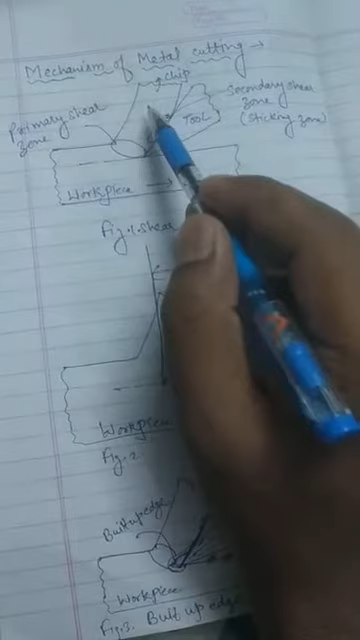 Mechanism of Metal cutting →
chip
Primary shear
zone
Secondary shear
zone
(sticking zone)
TOOL
Workpiece →
Fig.1. shear
Workpiece
Fig. 2
Built up edge
Workpiece
Fig. 3. Built up edge